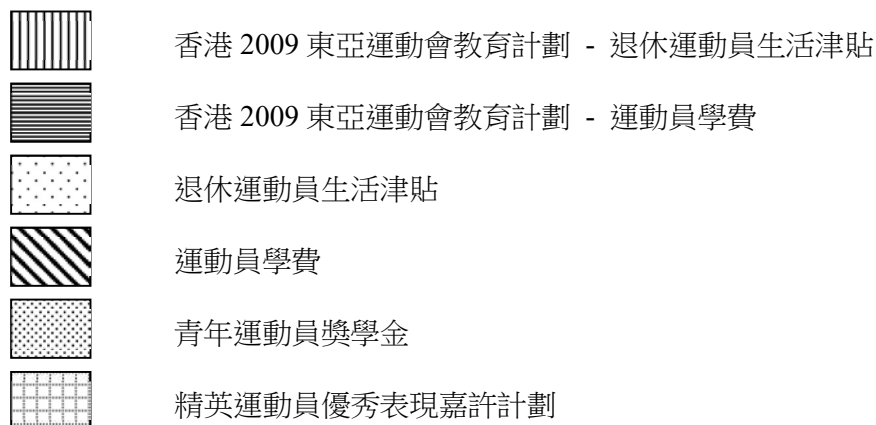 香港 2009 東亞運動會教育計劃 - 退休運動員生活津貼
香港 2009 東亞運動會教育計劃 - 運動員學費
退休運動員生活津貼
運動員學費
青年運動員獎學金
精英運動員優秀表現嘉許計劃